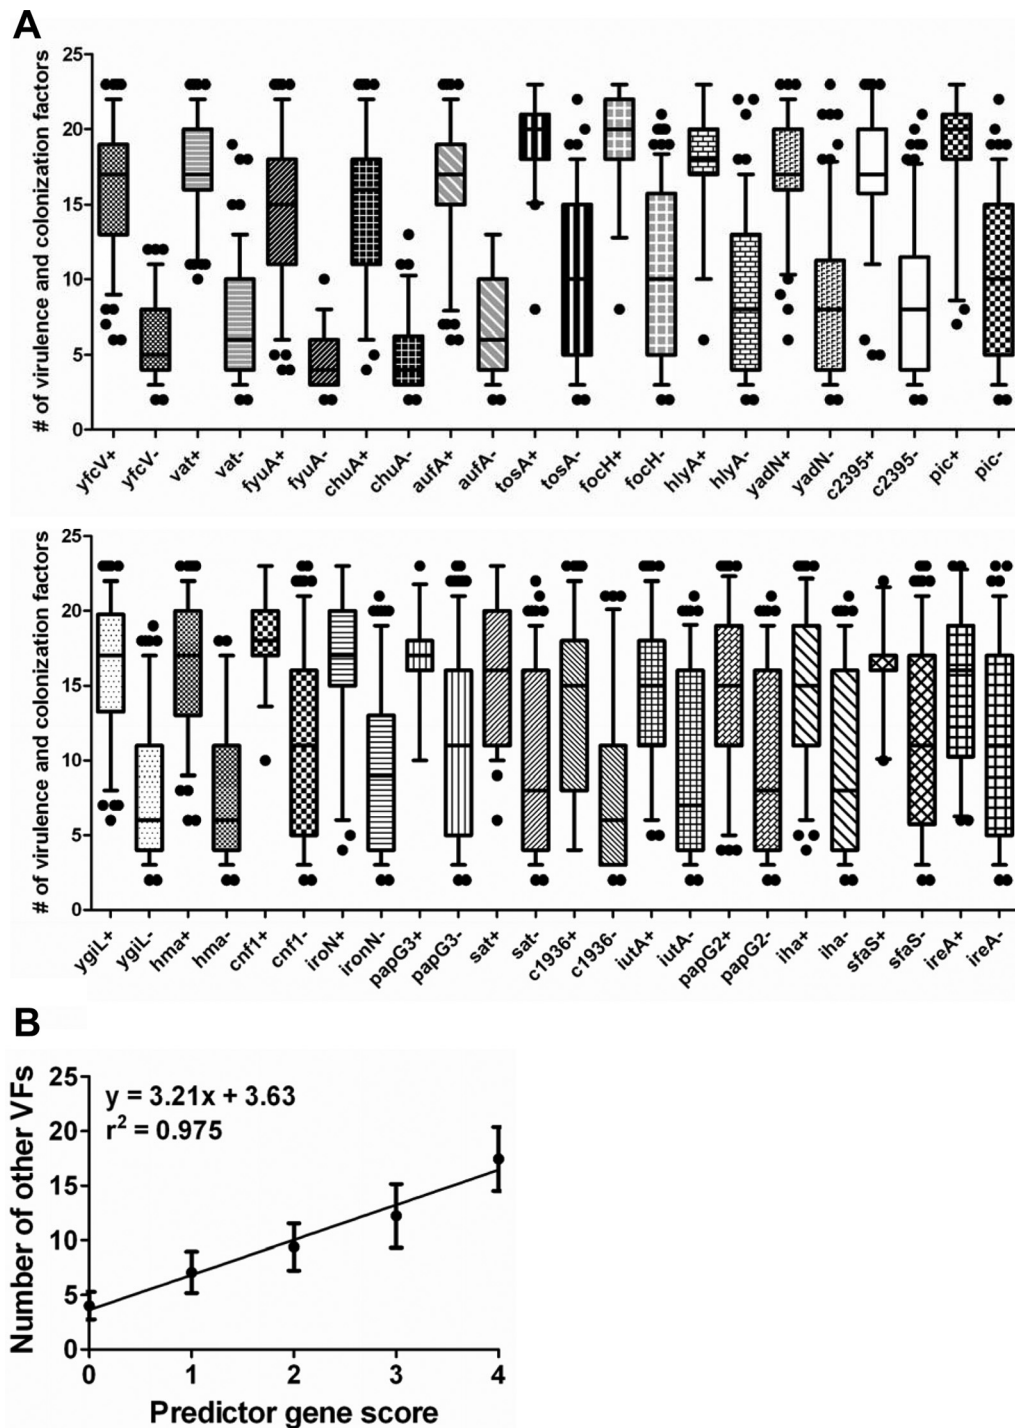 A
# of virulence and colonization factors
25
20
15
10
5
0
yfcV+ yfcV- vat+ vat- fyuA+ fyuA- chuA+ chuA- aufA+ aufA- tosA+ tosA- focH+ focH- hlyA+ hlyA- yadN+ yadN- c2395+ c2395- pic+ pic-
# of virulence and colonization factors
25
20
15
10
5
0
ygiL+ ygiL- hma+ hma- cnf1+ cnf1- iroN+ ironN- papG3+ papG3- sat+ sat- c1936+ c1936- iutA+ iutA- papG2+ papG2- iha+ iha- sfaS+ sfaS- ireA+ ireA-
B
Number of other VFs
25
20
15
10
5
0
y = 3.21x + 3.63
r² = 0.975
0 1 2 3 4
Predictor gene score